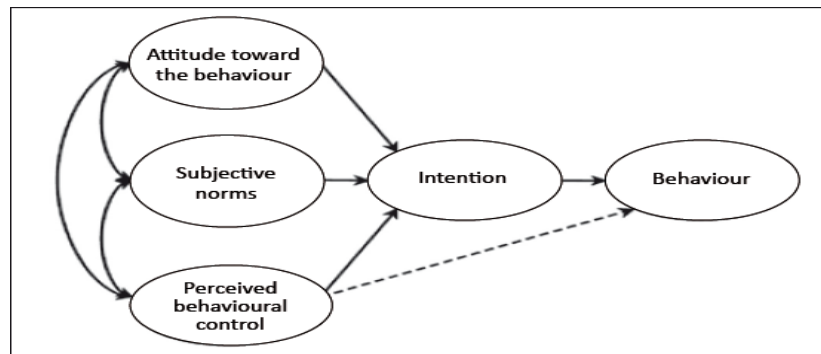 Attitude toward
the behaviour
Subjective
norms
Intention
Behaviour
Perceived
behavioural
control